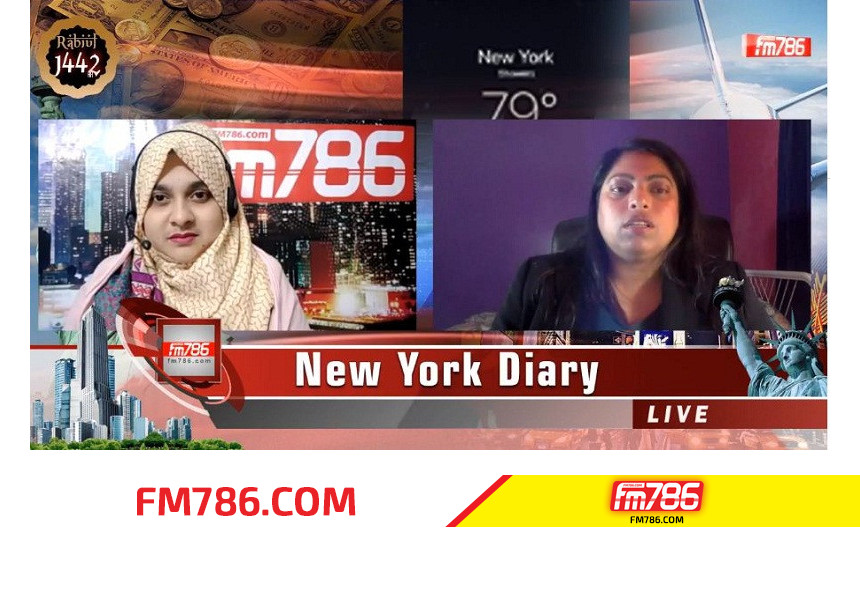 Rabiul
1442
New York
Showers
79°
fm786
FM786.com
fm786
New York Diary
fm786
fm786.com
LIVE
FM786.COM
fm786
FM786.COM